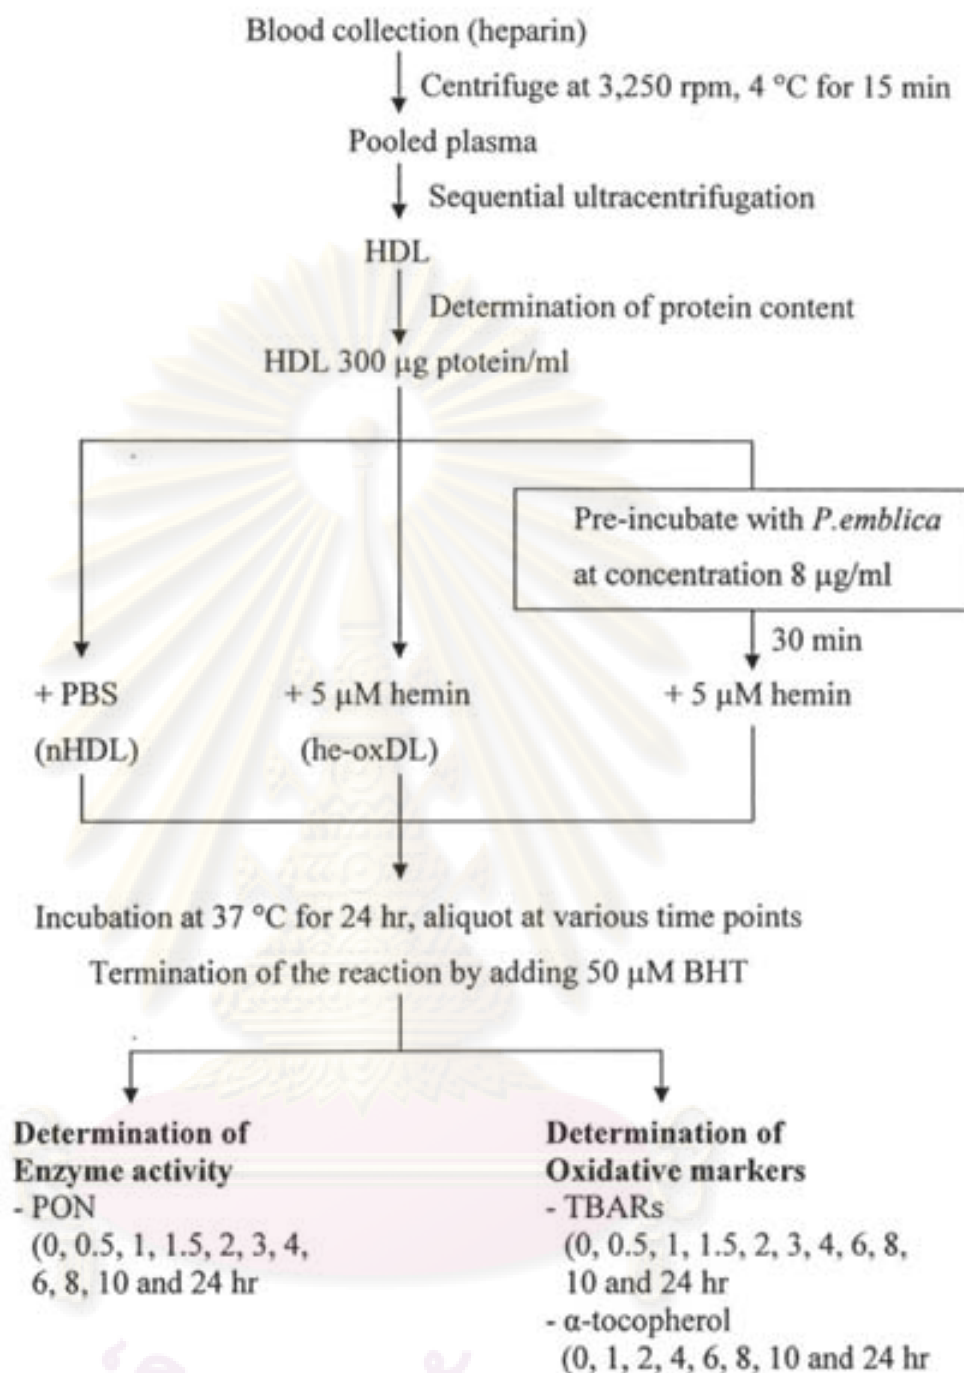 Blood collection (heparin)
Centrifuge at 3,250 rpm, 4 °C for 15 min
Pooled plasma
Sequential ultracentrifugation
HDL
Determination of protein content
HDL 300 µg ptotein/ml
Pre-incubate with P.emblica
at concentration 8 µg/ml
30 min
+ PBS
(nHDL)
+ 5 µM hemin
(he-oxDL)
+ 5 µM hemin
Incubation at 37 °C for 24 hr, aliquot at various time points
Termination of the reaction by adding 50 µM BHT
Determination of
Enzyme activity
- PON
(0, 0.5, 1, 1.5, 2, 3, 4,
6, 8, 10 and 24 hr
Determination of
Oxidative markers
- TBARs
(0, 0.5, 1, 1.5, 2, 3, 4, 6, 8,
10 and 24 hr
- α-tocopherol
(0, 1, 2, 4, 6, 8, 10 and 24 hr